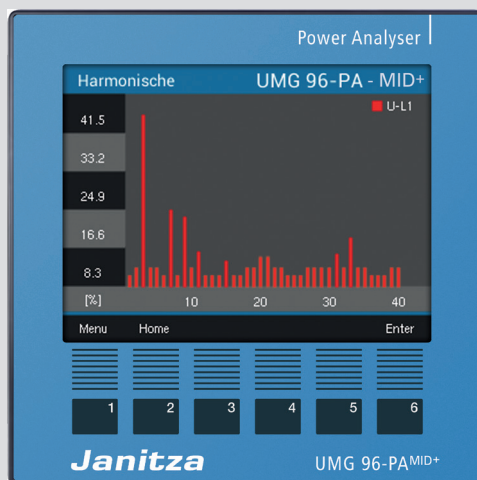 Power Analyser
Harmonische UMG 96-PA - MID+
U-L1
41.5
33.2
24.9
16.6
8.3
[%] 10 20 30 40
Menu Home Enter
1 2 3 4 5 6
Janitza UMG 96-PAMID+